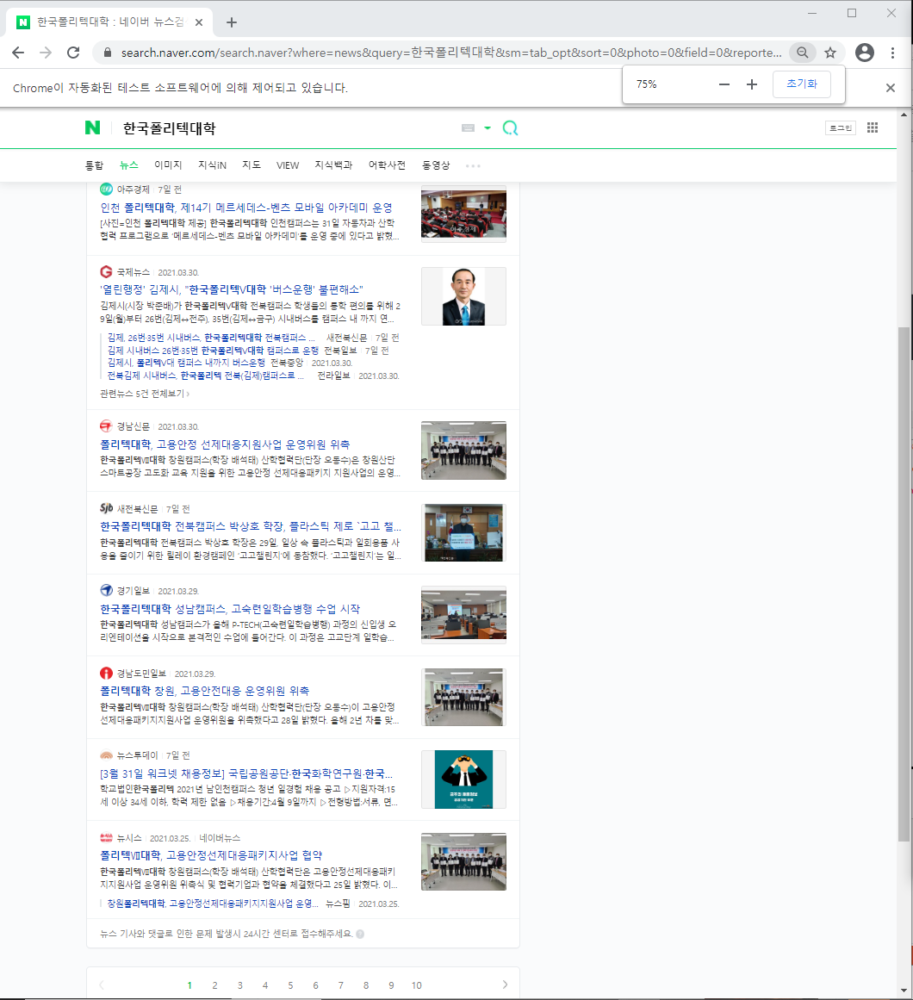 한국폴리텍대학 : 네이버 뉴스검
search.naver.com/search.naver?where=news&query=한국폴리텍대학&sm=tab_opt&sort=0&photo=0&field=0&reporte...
Chrome이 자동화된 테스트 소프트웨어에 의해 제어되고 있습니다.
75%
초기화
N 한국폴리텍대학
로그인
통합 뉴스 이미지 지식iN 지도 VIEW 지식백과 어학사전 동영상
아주경제 7일 전
인천 폴리텍대학, 제14기 메르세데스-벤츠 모바일 아카데미 운영
[사진=인천 폴리텍대학 제공] 한국폴리텍대학 인천캠퍼스는 31일 자동차과 산학
협력 프로그램으로 '메르세데스-벤츠 모바일 아카데미'를 운영 중에 있다고 밝혔...
국제뉴스 2021.03.30.
'열린행정' 김제시, "한국폴리텍V대학 '버스운행' 불편해소"
김제시(시장 박준배)가 한국폴리텍V대학 전북캠퍼스 학생들의 통학 편의를 위해 2
9일(월)부터 26번(김제↔전주), 35번(김제↔금구) 시내버스를 캠퍼스 내 까지 연...
김제, 26번·35번 시내버스, 한국폴리텍대학 전북캠퍼스 ... 새전북신문 7일 전
김제 시내버스 26번·35번 한국폴리텍V대학 캠퍼스로 운행 전북일보 7일 전
김제시, 폴리텍V대 캠퍼스 내까지 버스운행 전북중앙 2021.03.30.
전북김제 시내버스, 한국폴리텍 전북(김제)캠퍼스로 ... 전라일보 2021.03.30.
관련뉴스 5건 전체보기
경남신문 2021.03.30.
폴리텍대학, 고용안정 선제대응지원사업 운영위원 위촉
한국폴리텍Ⅶ대학 창원캠퍼스(학장 배석태) 산학협력단(단장 오동수)은 창원산단
스마트공장 고도화 교육 지원을 위한 고용안정 선제대응패키지 지원사업의 운영...
Sjb 새전북신문 7일 전
한국폴리텍대학 전북캠퍼스 박상호 학장, 플라스틱 제로 `고고 챌...
한국폴리텍대학 전북캠퍼스 박상호 학장은 29일, 일상 속 플라스틱과 일회용품 사
용을 줄이기 위한 릴레이 환경캠페인 '고고챌린지'에 동참했다. '고고챌린지'는 일...
경기일보 2021.03.29.
한국폴리텍대학 성남캠퍼스, 고숙련일학습병행 수업 시작
한국폴리텍대학 성남캠퍼스가 올해 P-TECH(고숙련일학습병행) 과정의 신입생 오
리엔테이션을 시작으로 본격적인 수업에 들어간다. 이 과정은 고교단계 일학습...
경남도민일보 2021.03.29.
폴리텍대학 창원, 고용안전대응 운영위원 위촉
한국폴리텍Ⅶ대학 창원캠퍼스(학장 배석태) 산학협력단(단장 오동수)이 고용안정
선제대응패키지지원사업 운영위원을 위촉했다고 28일 밝혔다. 올해 2년 차를 맞...
뉴스투데이 7일 전
[3월 31일 워크넷 채용정보] 국립공원공단·한국화학연구원·한국...
학교법인한국폴리텍 2021년 남인천캠퍼스 청년 일경험 채용 공고 ▷지원자격:15
세 이상 34세 이하, 학력 제한 없음 ▷채용기간:4월 9일까지 ▷전형방법:서류, 면...
뉴시스 2021.03.25. 네이버뉴스
폴리텍Ⅶ대학, 고용안정선제대응패키지사업 협약
한국폴리텍Ⅶ대학 창원캠퍼스(학장 배석태) 산학협력단은 고용안정선제대응패키
지지원사업 운영위원 위촉식 및 협력기업과 협약을 체결했다고 25일 밝혔다. 이...
창원폴리텍대학, 고용안정선제대응패키지지원사업 운영... 뉴스핌 2021.03.25.
뉴스 기사와 댓글로 인한 문제 발생시 24시간 센터로 접수해주세요.
1 2 3 4 5 6 7 8 9 10